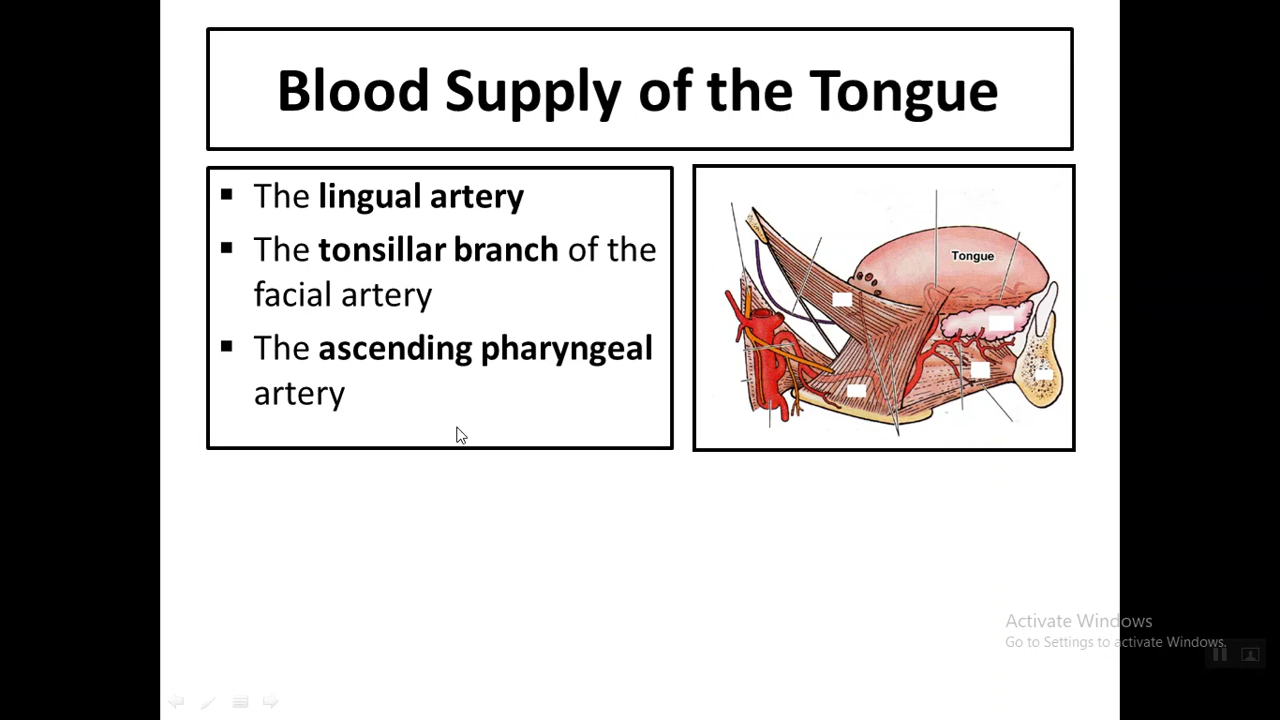 Blood Supply of the Tongue
▪ The lingual artery
▪ The tonsillar branch of the
facial artery
▪ The ascending pharyngeal
artery
Tongue
Activate Windows
Go to Settings to activate Windows.